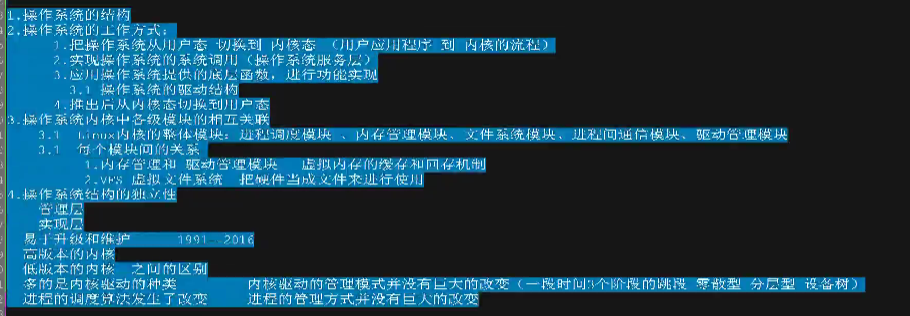 1.操作系统的结构
2.操作系统的工作方式：
1.把操作系统从用户态 切换到 内核态 （用户应用程序 到 内核的流程）
2.实现操作系统的系统调用（操作系统服务层）
3.应用操作系统提供的底层函数，进行功能实现
3.1 操作系统的驱动结构
4.推出后从内核态切换到用户态
3.操作系统内核中各级模块的相互关联
3.1 Linux内核的整体模块：进程调度模块 、内存管理模块、文件系统模块、进程间通信模块、驱动管理模块
3.1 每个模块间的关系
1.内存管理和 驱动管理模块 虚拟内存的缓存和回存机制
2.VFS 虚拟文件系统 把硬件当成文件来进行使用
4.操作系统结构的独立性
管理层
实现层
易于升级和维护 1991--2016
高版本的内核
低版本的内核 之间的区别
多的是内核驱动的种类 内核驱动的管理模式并没有巨大的改变（一段时间3个阶段的跳段 零散型 分层型 设备树）
进程的调度算法发生了改变 进程的管理方式并没有巨大的改变